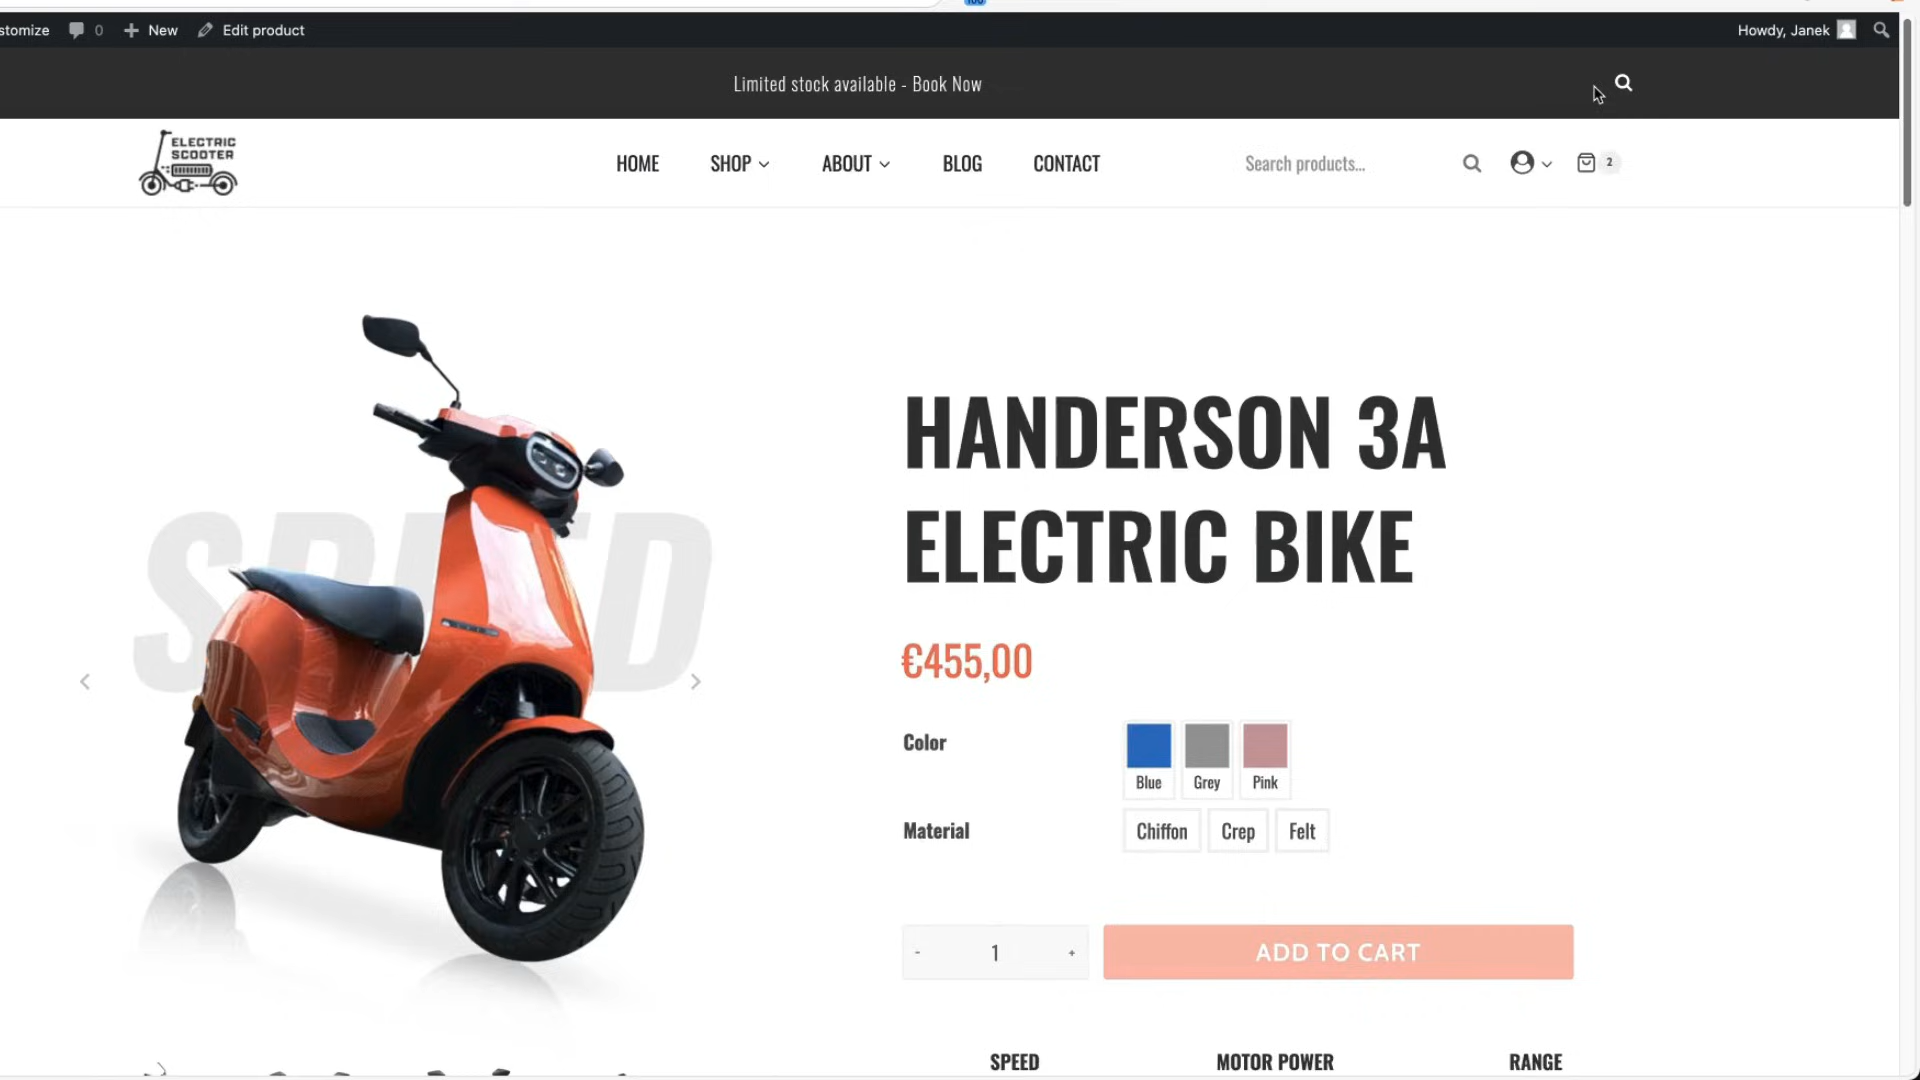 stomize 0 New Edit product Howdy, Janek
Limited stock available - Book Now
ELECTRIC
SCOOTER
HOME SHOP ABOUT BLOG CONTACT Search products... 2
SPEED
HANDERSON 3A
ELECTRIC BIKE
€455,00
Color
Blue Grey Pink
Material Chiffon Crep Felt
- 1 + ADD TO CART
SPEED MOTOR POWER RANGE